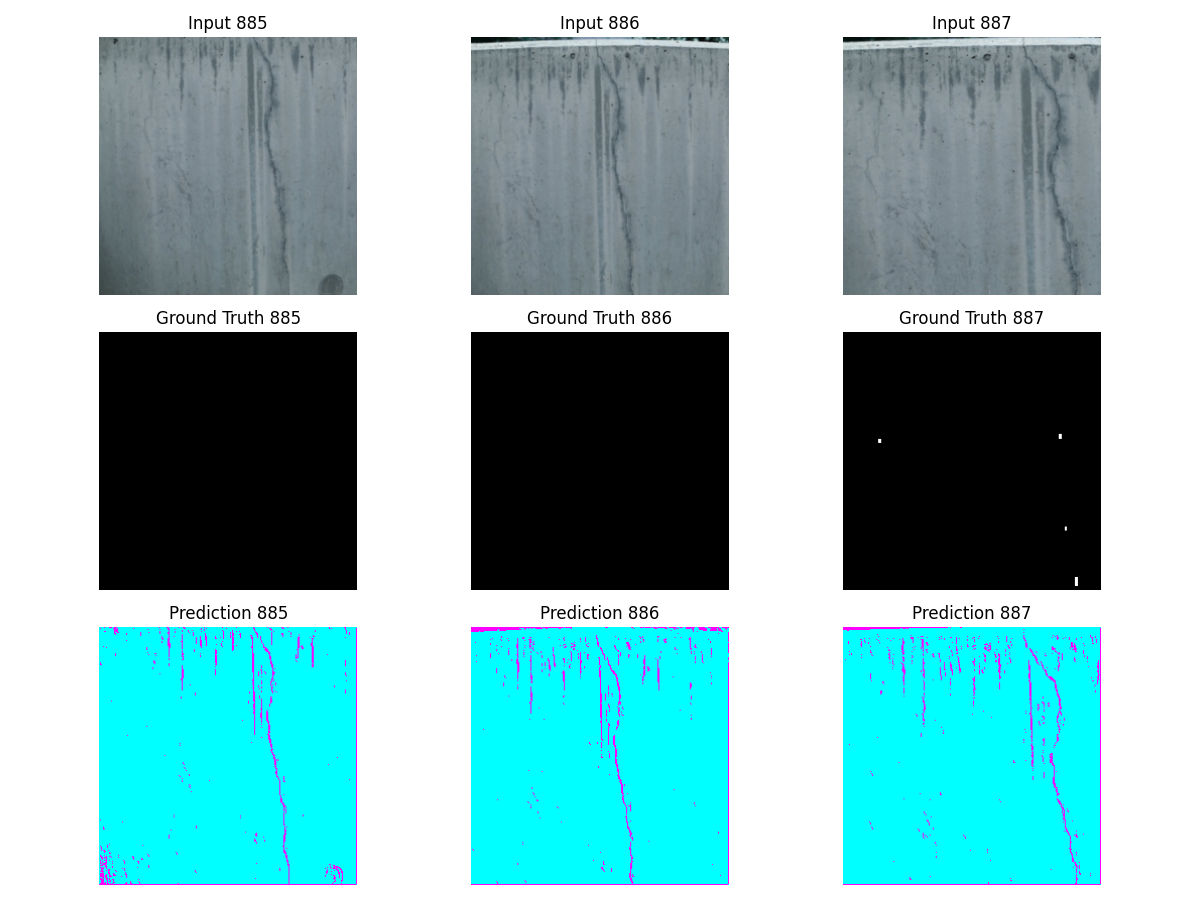 Input 885
Input 886
Input 887
Ground Truth 885
Ground Truth 886
Ground Truth 887
Prediction 885
Prediction 886
Prediction 887